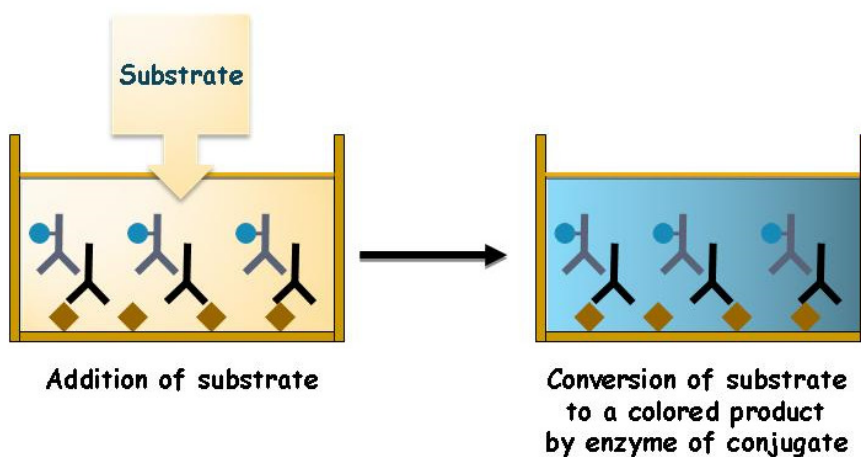 Substrate
Addition of substrate
Conversion of substrate
to a colored product
by enzyme of conjugate